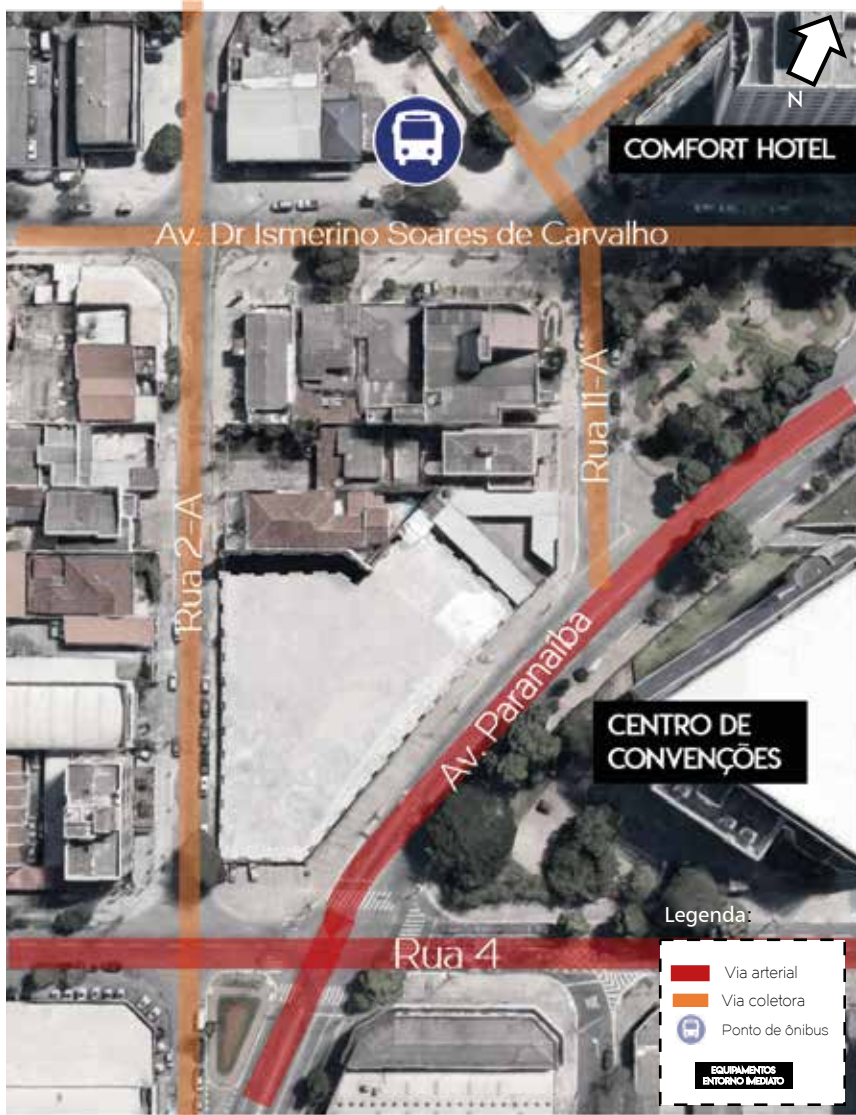 N
COMFORT HOTEL
Av. Dr Ismerino Soares de Carvalho
Rua 11-A
Rua 2-A
Av. Paranaíba
CENTRO DE
CONVENÇÕES
Rua 4
Legenda:
Via arterial
Via coletora
Ponto de ônibus
EQUIPAMENTOS
ENTORNO IMEDIATO